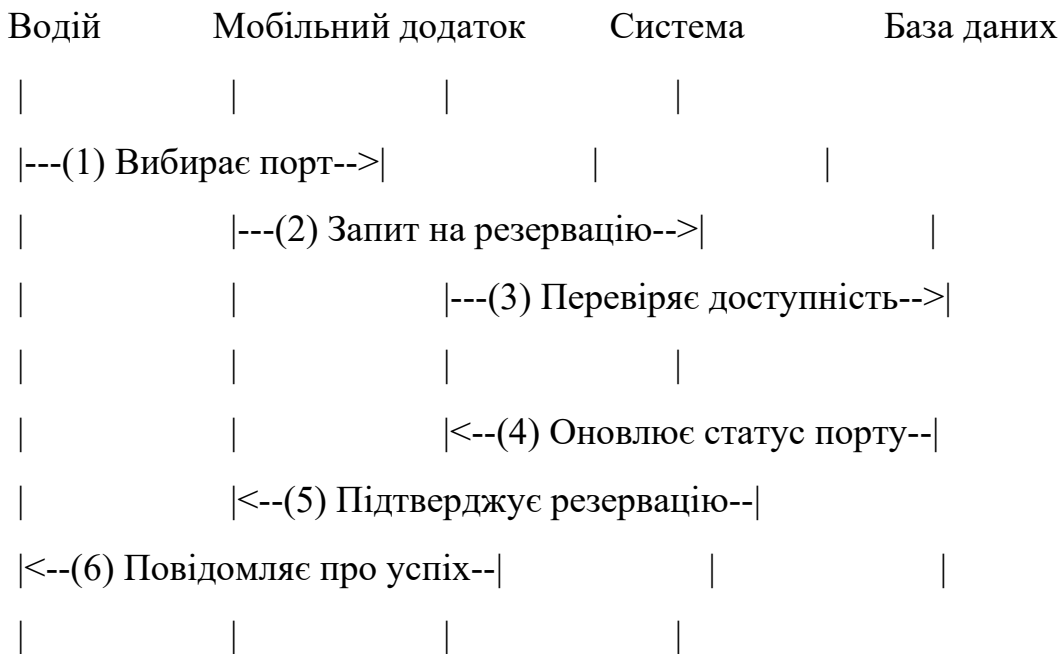 Водій Мобільний додаток Система База даних
| | | |
|---(1) Вибирає порт-->| | |
| |---(2) Запит на резервацію-->| |
| | |---(3) Перевіряє доступність-->|
| | | |
| | |<--(4) Оновлює статус порту--|
| |<--(5) Підтверджує резервацію--|
|<--(6) Повідомляє про успіх--| | |
| | | |